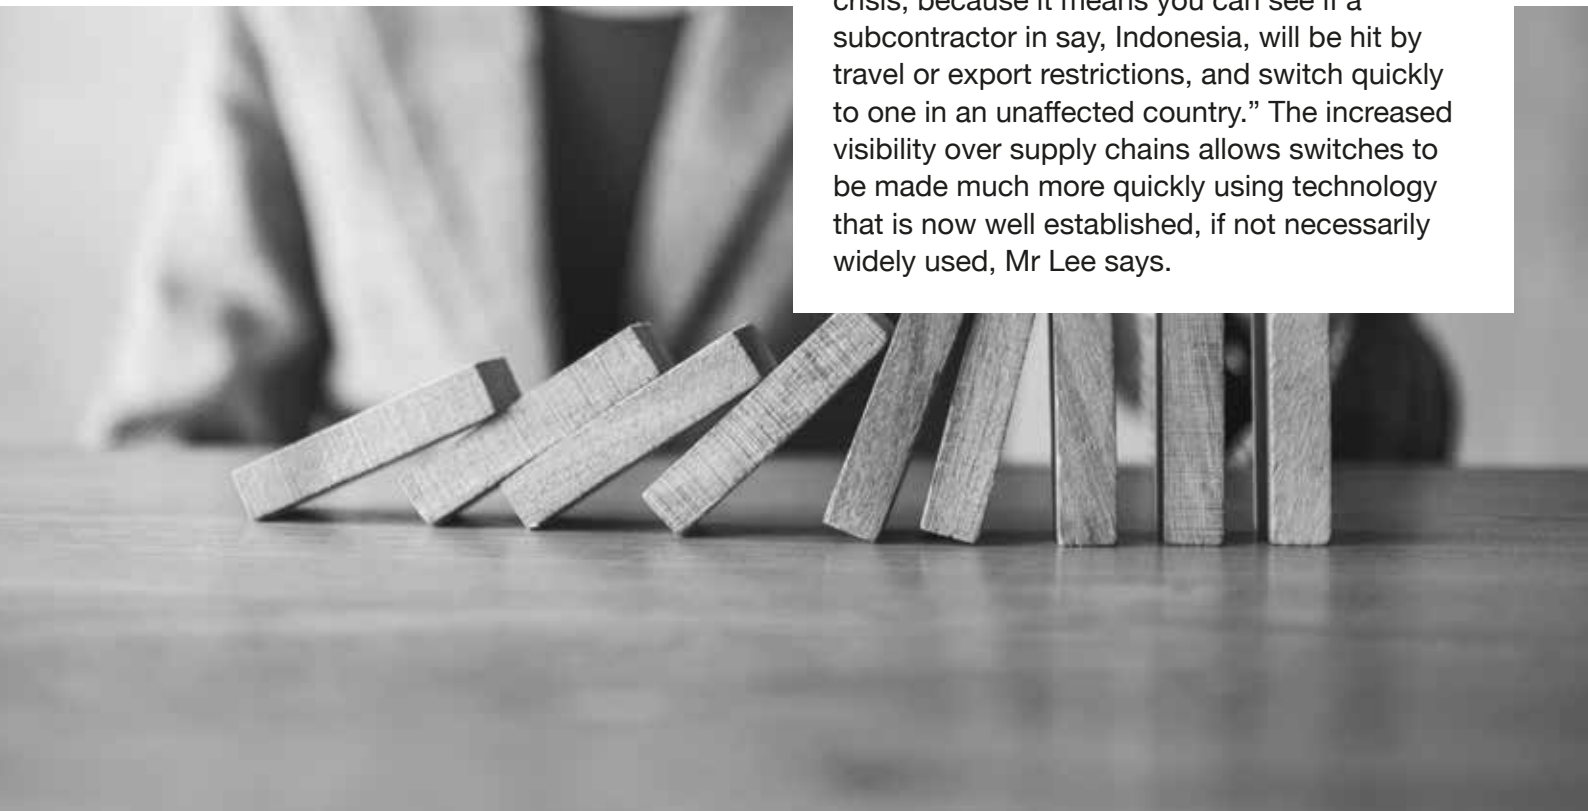 crisis, because it means you can see if a
subcontractor in say, Indonesia, will be hit by
travel or export restrictions, and switch quickly
to one in an unaffected country.” The increased
visibility over supply chains allows switches to
be made much more quickly using technology
that is now well established, if not necessarily
widely used, Mr Lee says.